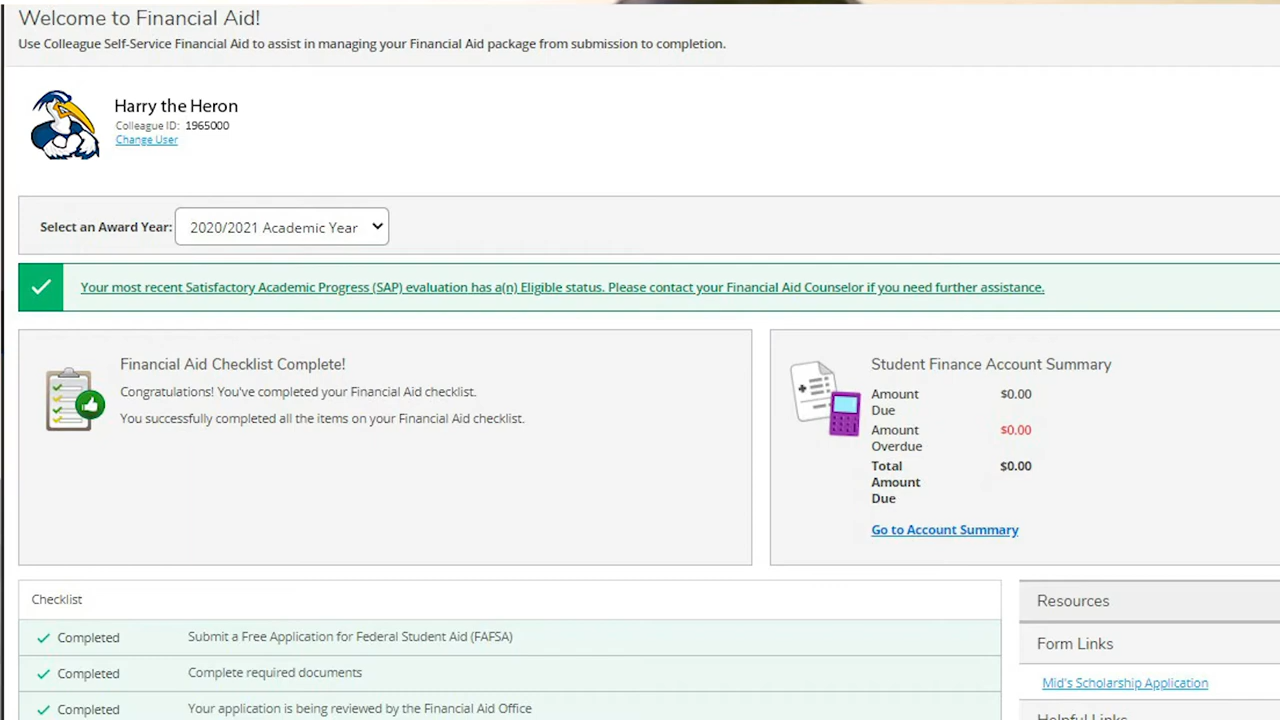 Welcome to Financial Aid!
Use Colleague Self-Service Financial Aid to assist in managing your Financial Aid package from submission to completion.
Harry the Heron
Colleague ID: 1965000
Change User
Select an Award Year: 2020/2021 Academic Year
Your most recent Satisfactory Academic Progress (SAP) evaluation has a(n) Eligible status. Please contact your Financial Aid Counselor if you need further assistance.
Financial Aid Checklist Complete!
Congratulations! You've completed your Financial Aid checklist.
You successfully completed all the items on your Financial Aid checklist.
Student Finance Account Summary
Amount $0.00
Due
Amount $0.00
Overdue
Total $0.00
Amount
Due
Go to Account Summary
Checklist
Completed Submit a Free Application for Federal Student Aid (FAFSA)
Completed Complete required documents
Completed Your application is being reviewed by the Financial Aid Office
Resources
Form Links
Mid's Scholarship Application
Helpful Links